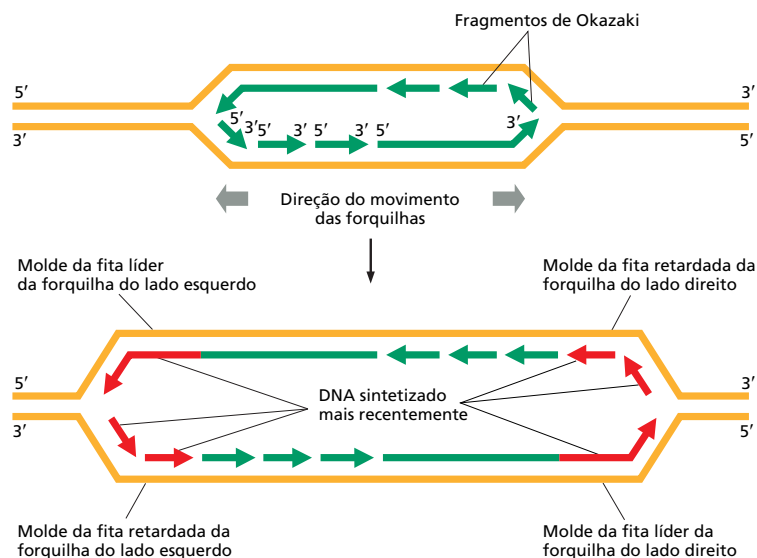 Fragmentos de Okazaki
5′
3′
5′
3′
5′
3′
5′
3′
5′
3′
3′
5′
Direção do movimento
das forquilhas
Molde da fita líder
da forquilha do lado esquerdo
Molde da fita retardada da
forquilha do lado direito
5′
3′
DNA sintetizado
mais recentemente
3′
5′
Molde da fita retardada da
forquilha do lado esquerdo
Molde da fita líder da
forquilha do lado direito